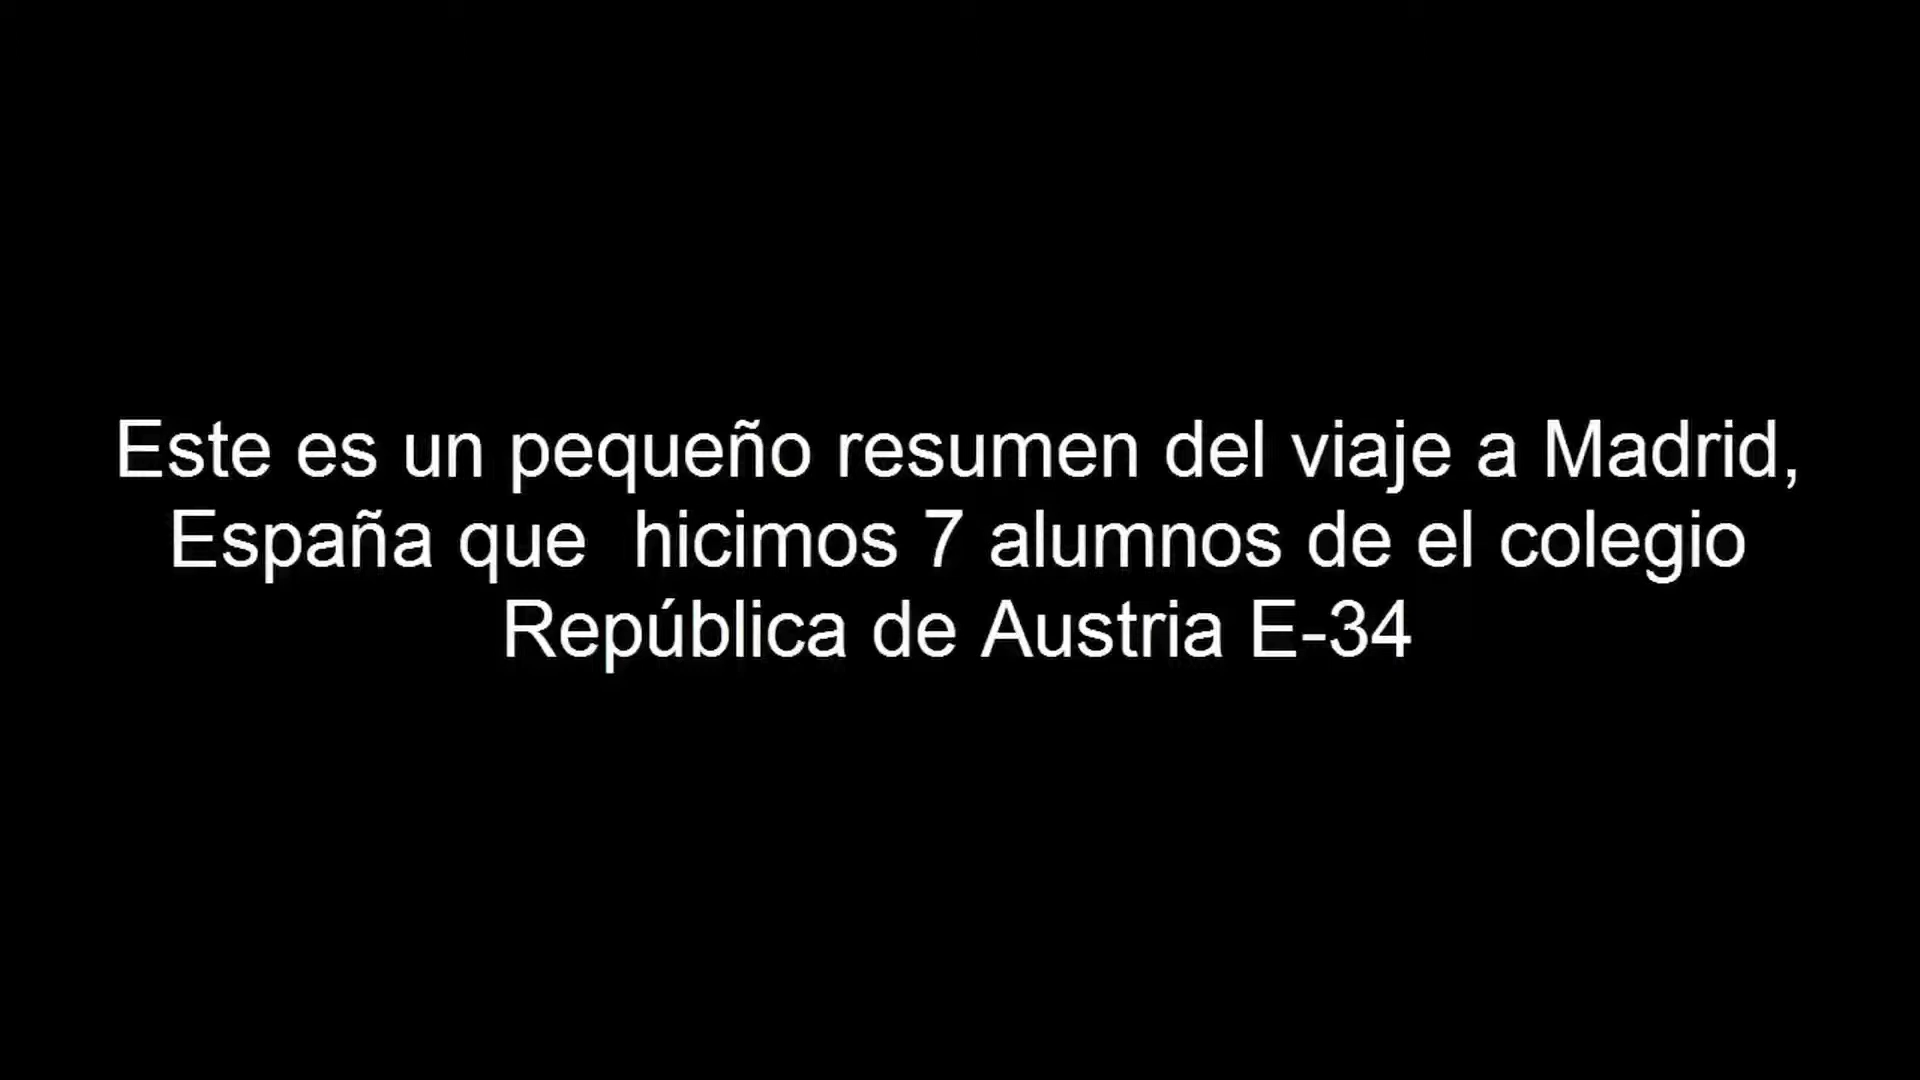 Este es un pequeño resumen del viaje a Madrid,
España que  hicimos 7 alumnos de el colegio
República de Austria E-34